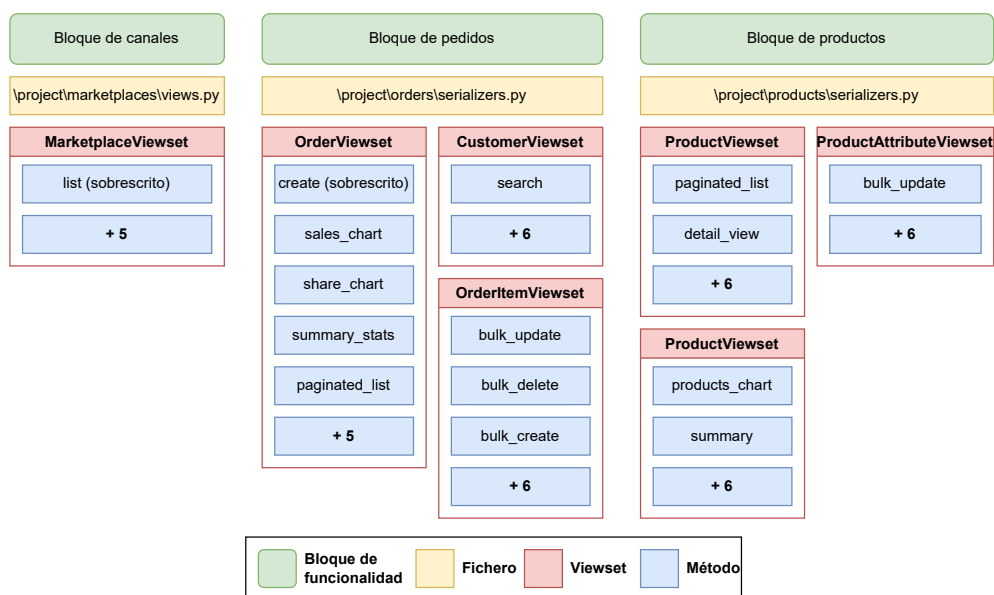 Bloque de canales
\project\marketplaces\views.py
MarketplaceViewset
list (sobrescrito)
+ 5
Bloque de pedidos
\project\orders\serializers.py
OrderViewset
create (sobrescrito)
sales_chart
share_chart
summary_stats
paginated_list
+ 5
CustomerViewset
search
+ 6
OrderItemViewset
bulk_update
bulk_delete
bulk_create
+ 6
Bloque de productos
\project\products\serializers.py
ProductViewset
paginated_list
detail_view
+ 6
ProductViewset
products_chart
summary
+ 6
ProductAttributeViewset
bulk_update
+ 6
Bloque de
funcionalidad
Fichero
Viewset
Método